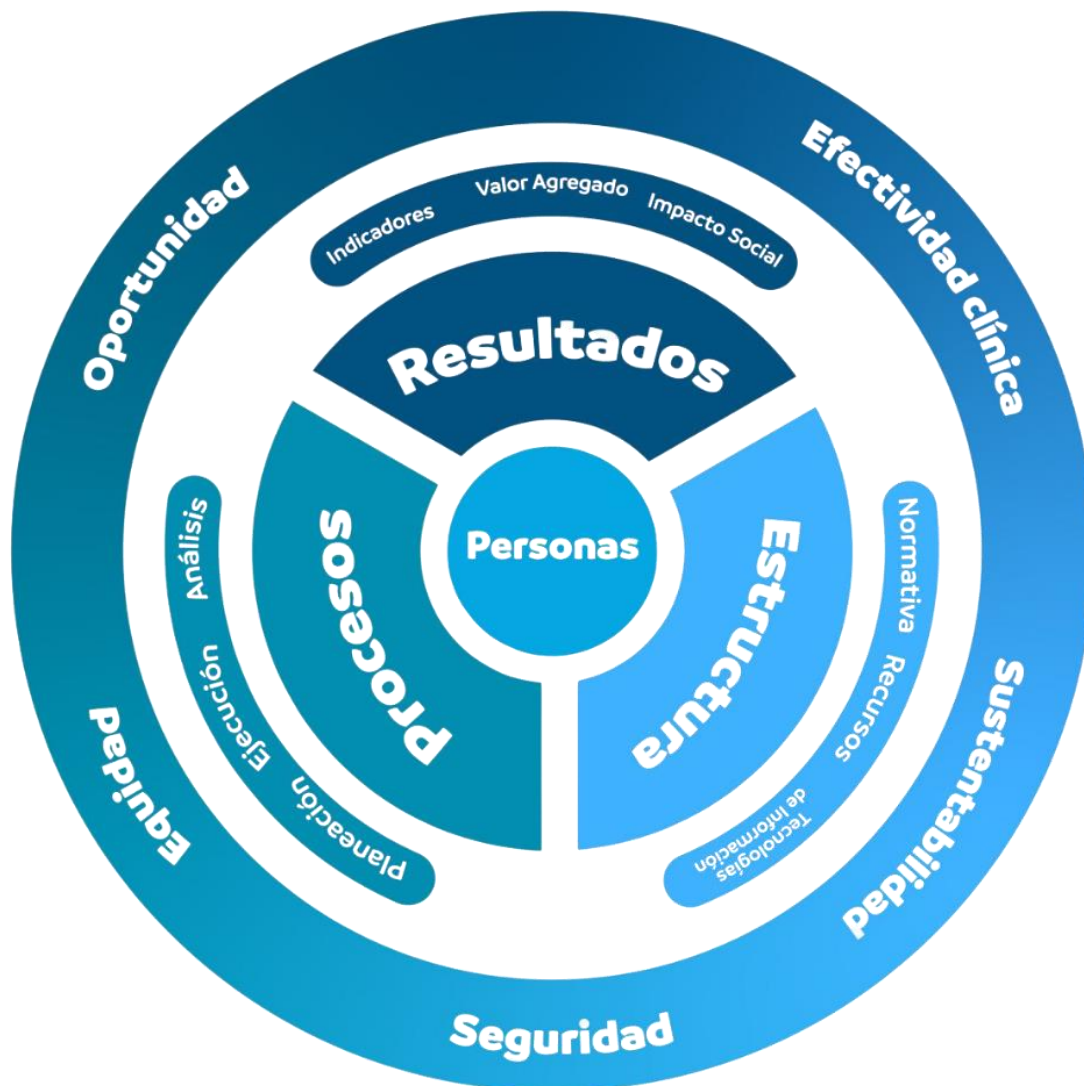 Oportunidad
Efectividad clínica
Sustentabilidad
Seguridad
Equidad
Indicadores
Valor Agregado
Impacto Social
Resultados
Normativa
Recursos
Tecnologías
de Información
Estructura
Planeación
Ejecución
Análisis
Procesos
Personas